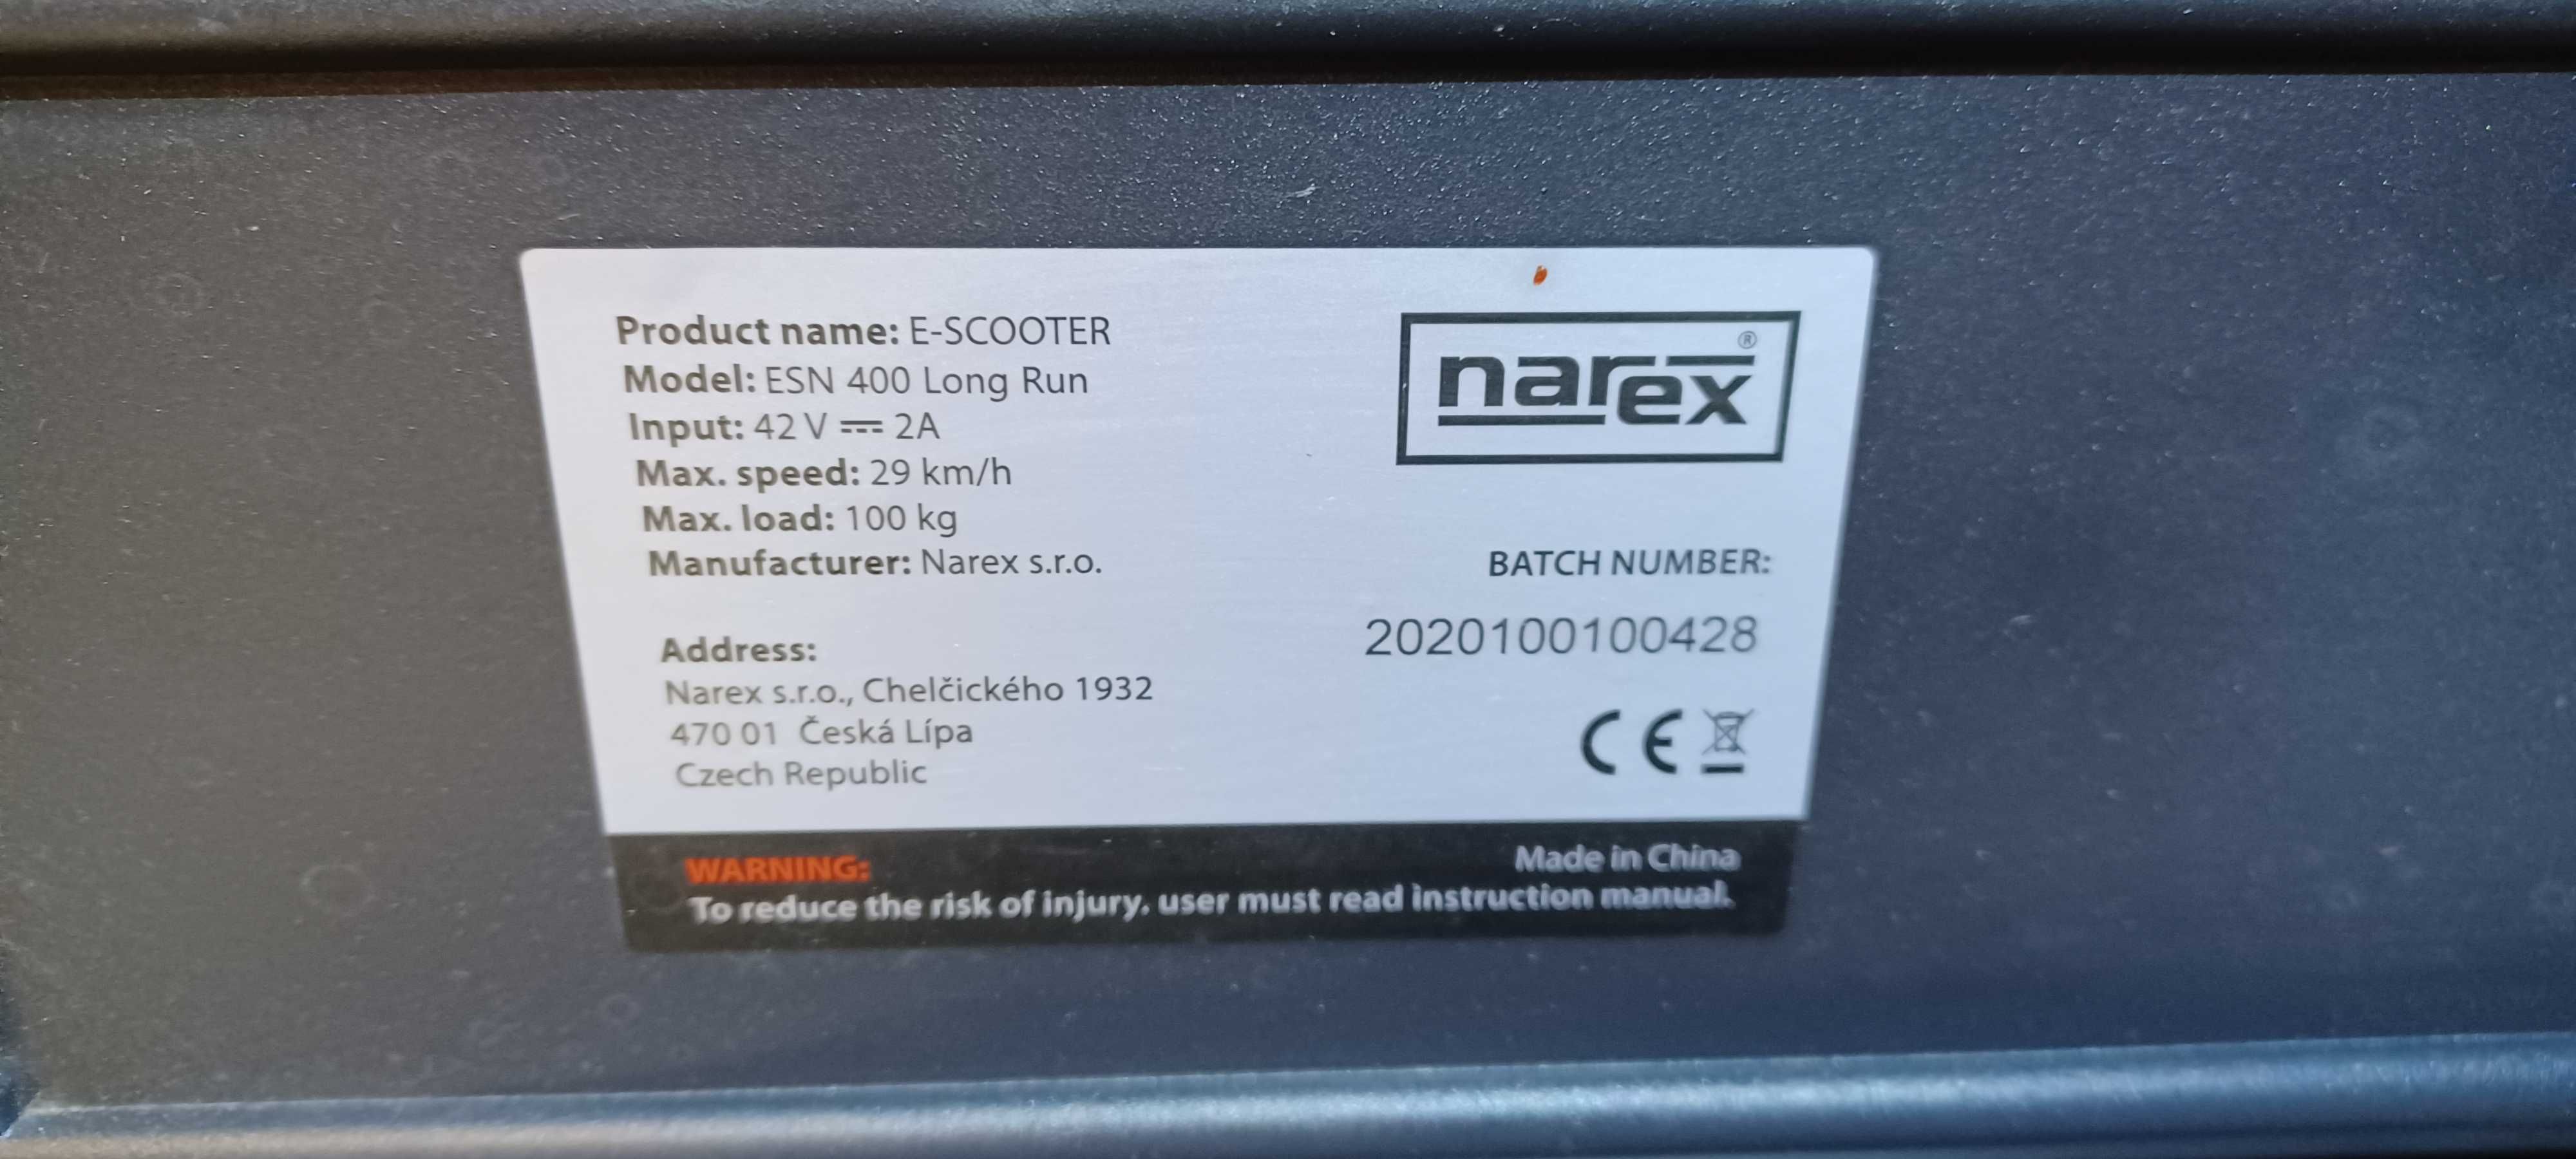 Product name: E-SCOOTER
Model: ESN 400 Long Run
Input: 42 V ⎓ 2A
Max. speed: 29 km/h
Max. load: 100 kg
Manufacturer: Narex s.r.o.
Address:
Narex s.r.o., Chelčického 1932
470 01 Česká Lípa
Czech Republic
narex ®
BATCH NUMBER:
2020100100428
CE
WARNING:
Made in China
To reduce the risk of injury. user must read instruction manual.